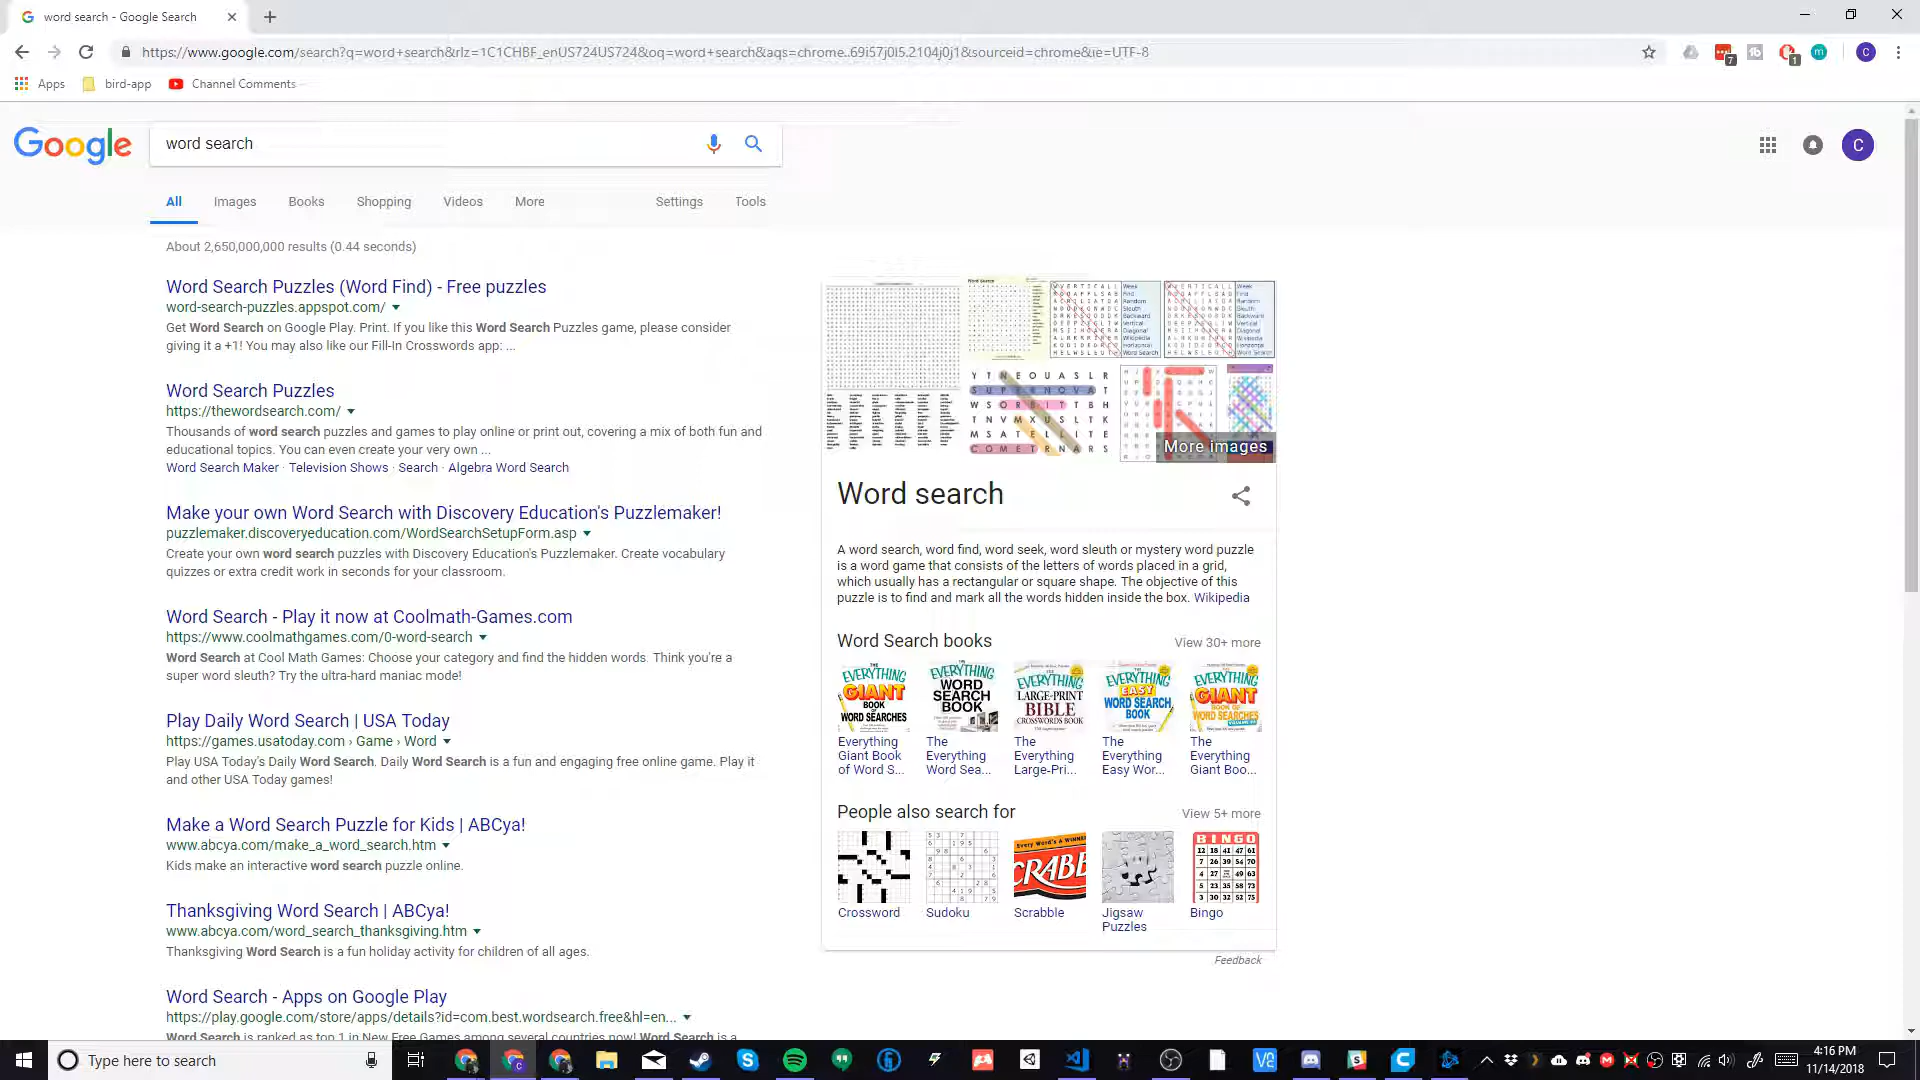 word search - Google Search
https://www.google.com/search?q=word+search&rlz=1C1CHBF_enUS724US724&oq=word+search&aqs=chrome..69i57j0l5.2104j0j1&sourceid=chrome&ie=UTF-8
Apps bird-app Channel Comments
Google word search C
All Images Books Shopping Videos More Settings Tools
About 2,650,000,000 results (0.44 seconds)
Word Search Puzzles (Word Find) - Free puzzles
word-search-puzzles.appspot.com/
Get Word Search on Google Play. Print. If you like this Word Search Puzzles game, please consider
giving it a +1! You may also like our Fill-In Crosswords app: ...
Word Search Puzzles
https://thewordsearch.com/
Thousands of word search puzzles and games to play online or print out, covering a mix of both fun and
educational topics. You can even create your very own ...
Word Search Maker · Television Shows · Search · Algebra Word Search
Make your own Word Search with Discovery Education's Puzzlemaker!
puzzlemaker.discoveryeducation.com/WordSearchSetupForm.asp
Create your own word search puzzles with Discovery Education's Puzzlemaker. Create vocabulary
quizzes or extra credit work in seconds for your classroom.
Word Search - Play it now at Coolmath-Games.com
https://www.coolmathgames.com/0-word-search
Word Search at Cool Math Games: Choose your category and find the hidden words. Think you're a
super word sleuth? Try the ultra-hard maniac mode!
Play Daily Word Search | USA Today
https://games.usatoday.com › Game › Word
Play USA Today's Daily Word Search. Daily Word Search is a fun and engaging free online game. Play it
and other USA Today games!
Make a Word Search Puzzle for Kids | ABCya!
www.abcya.com/make_a_word_search.htm
Kids make an interactive word search puzzle online.
Thanksgiving Word Search | ABCya!
www.abcya.com/word_search_thanksgiving.htm
Thanksgiving Word Search is a fun holiday activity for children of all ages.
Word Search - Apps on Google Play
https://play.google.com/store/apps/details?id=com.best.wordsearch.free&hl=en...
Word Search is ranked as top 1 in New Free Games among several countries now! Word Search is a
Y T N E O U A S L R
S U P E R N O V A T
W S O R B I T T B H
T N V M X U S L T K
M S A T E L L I T E
C O M E T R N A R S
More images
Word search
A word search, word find, word seek, word sleuth or mystery word puzzle
is a word game that consists of the letters of words placed in a grid,
which usually has a rectangular or square shape. The objective of this
puzzle is to find and mark all the words hidden inside the box. Wikipedia
Word Search books View 30+ more
Everything
Giant Book
of Word S...
The
Everything
Word Sea...
The
Everything
Large-Pri...
The
Everything
Easy Wor...
The
Everything
Giant Boo...
People also search for View 5+ more
Crossword
Sudoku
Scrabble
Jigsaw
Puzzles
Bingo
Feedback
Type here to search
4:16 PM
11/14/2018